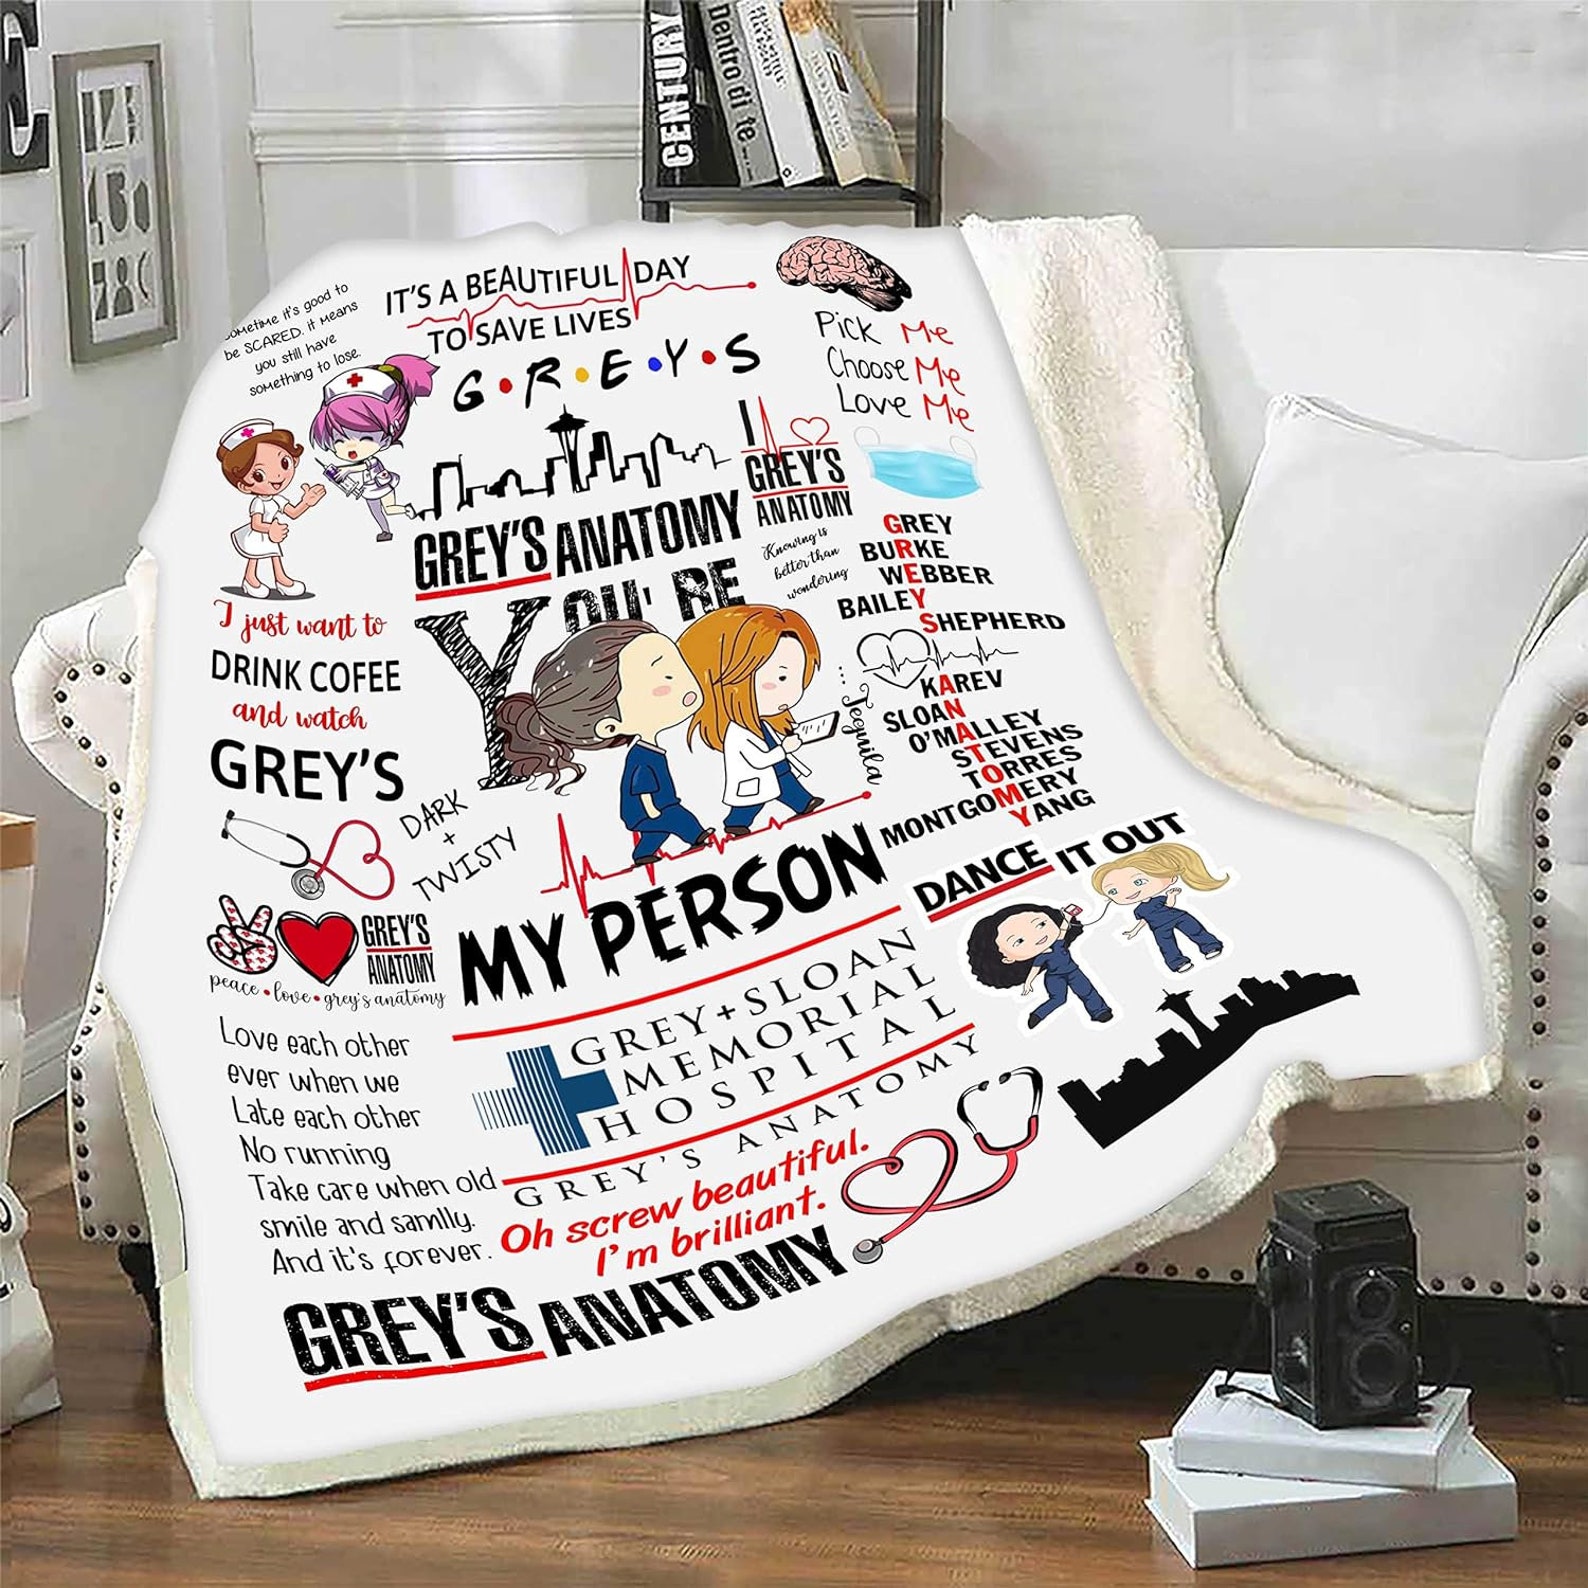 CENTURY
Dentro di te
ometime it's good to
be SCARED. it means
you still have
something to lose.
IT'S A BEAUTIFUL DAY
TO SAVE LIVES
G•R•E•Y•S
Pick Me
Choose Me
Love Me
I
GREY'S
ANATOMY
GREY'S ANATOMY
Knowing is
better than
wondering
YOU'RE
...Teqnila
GREY
BURKE
WEBBER
BAILEY
SHEPHERD
KAREV
SLOAN
O'MALLEY
STEVENS
TORRES
MONTGOMERY
YANG
I just want to
DRINK COFEE
and watch
GREY'S
DARK
+
TWISTY
MY PERSON
DANCE IT OUT
GREY'S
ANATOMY
peace•love•grey's anatomy
GREY+SLOAN
MEMORIAL
HOSPITAL
GREY'S ANATOMY
Love each other
ever when we
Late each other
No running
Take care when old
smile and samlly.
And it's forever.
Oh screw beautiful.
I'm brilliant.
GREY'S ANATOMY